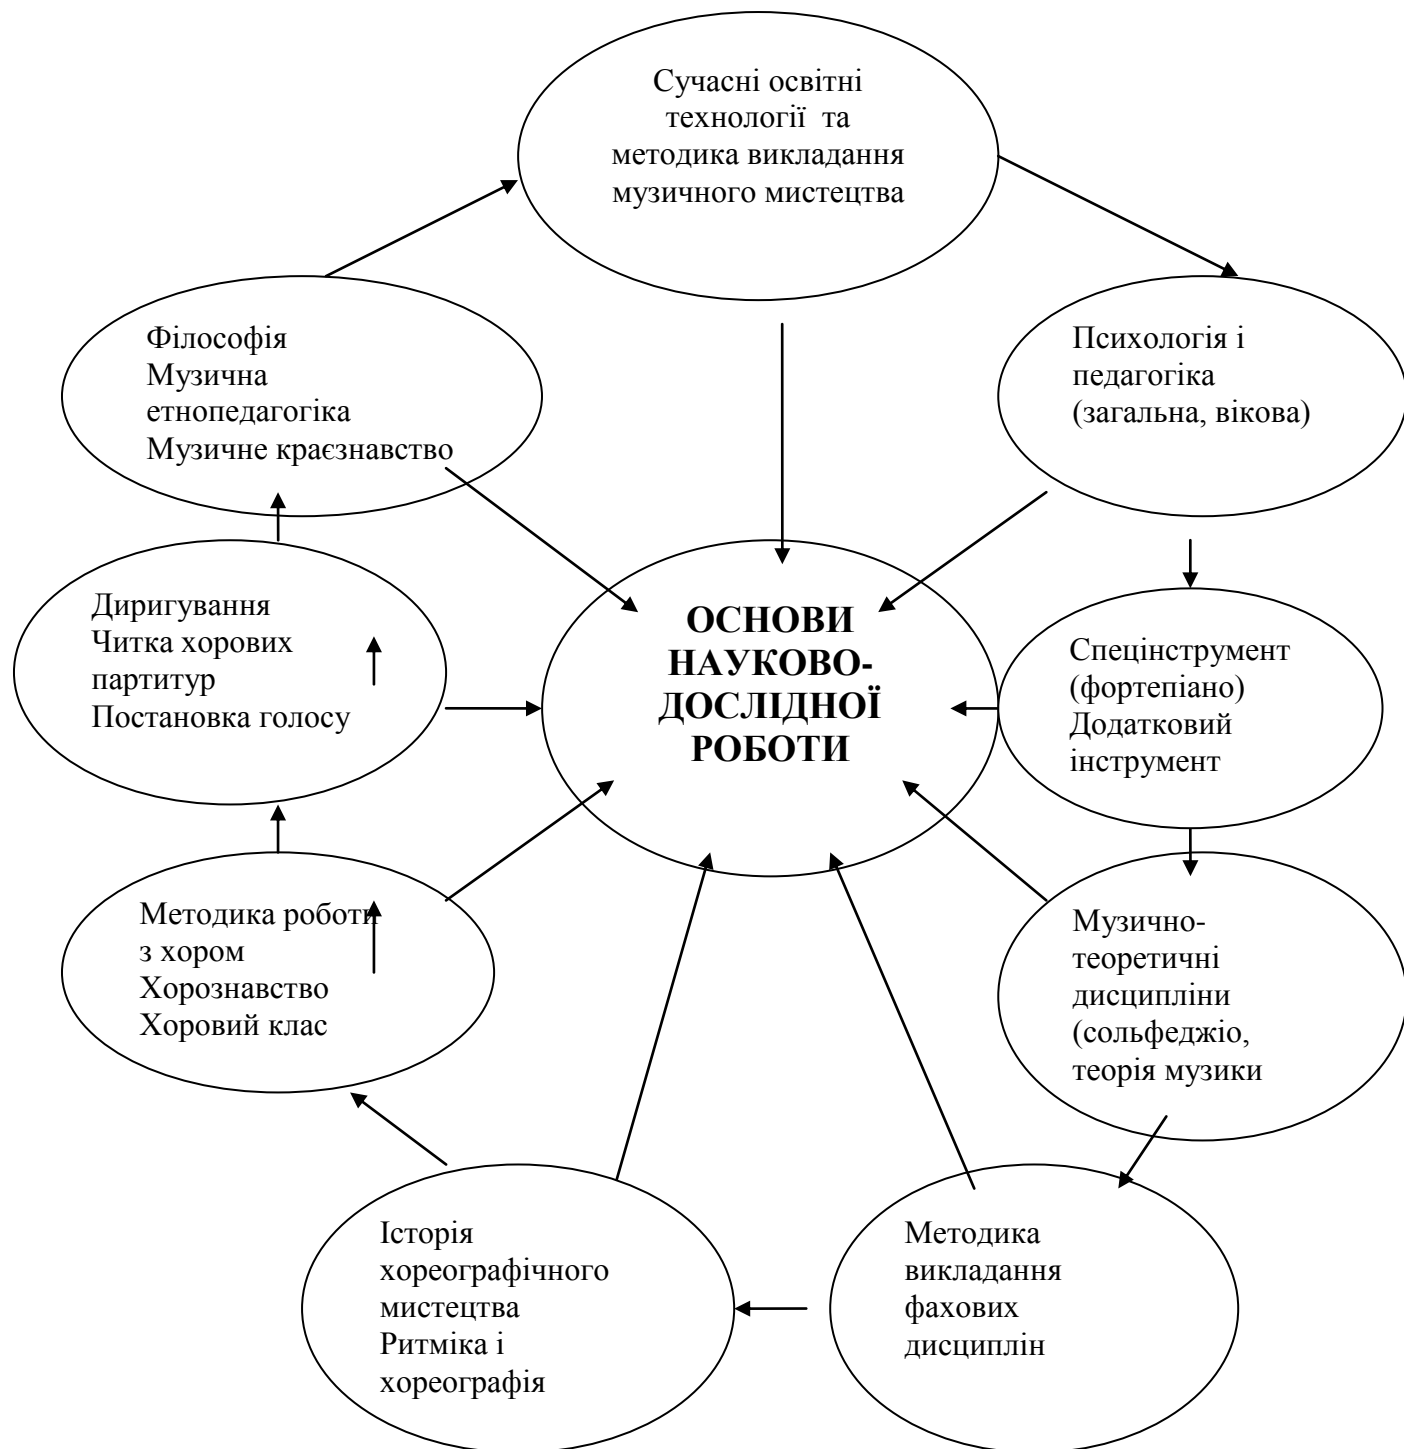 Сучасні освітні
технології та
методика викладання
музичного мистецтва
Філософія
Музична
етнопедагогіка
Музичне краєзнавство
Психологія і
педагогіка
(загальна, вікова)
Диригування
Читка хорових
партитур
Постановка голосу
ОСНОВИ
НАУКОВО-
ДОСЛІДНОЇ
РОБОТИ
Спецінструмент
(фортепіано)
Додатковий
інструмент
Методика роботи
з хором
Хорознавство
Хоровий клас
Музично-
теоретичні
дисципліни
(сольфеджіо,
теорія музики
Історія
хореографічного
мистецтва
Ритміка і
хореографія
Методика
викладання
фахових
дисциплін